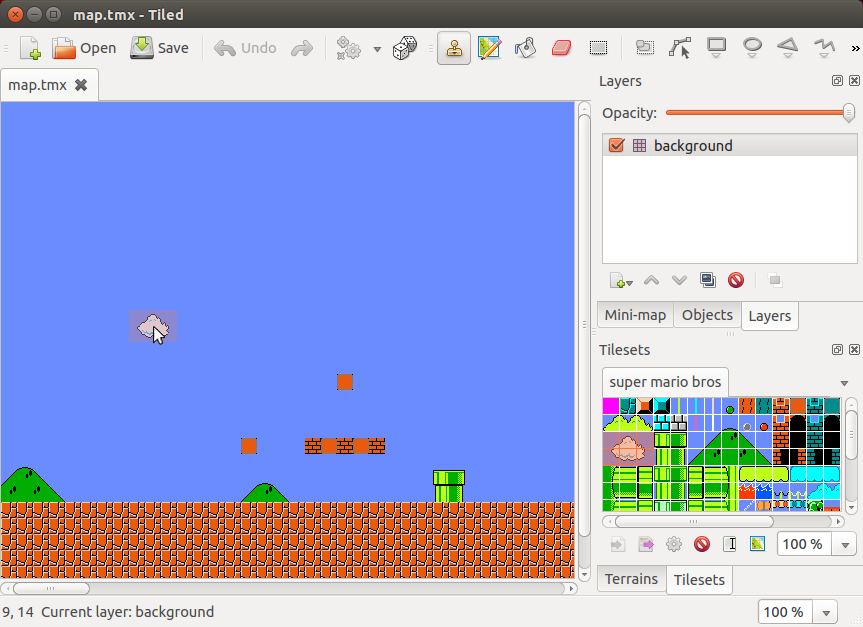 map.tmx - Tiled
Open Save Undo »
map.tmx
Layers
Opacity:
background
Mini-map Objects Layers
Tilesets
super mario bros
100 %
Terrains Tilesets
9, 14 Current layer: background
100 %